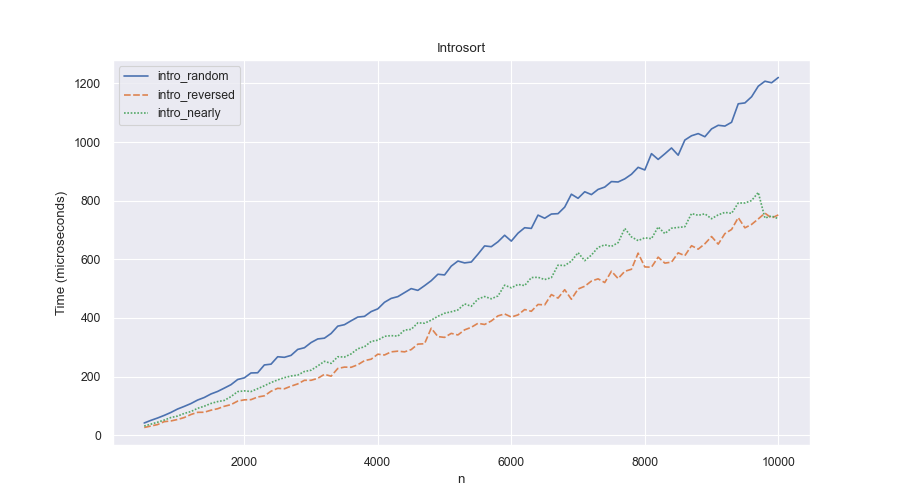 Introsort
intro_random
intro_reversed
intro_nearly
Time (microseconds)
1200
1000
800
600
400
200
0
2000 4000 6000 8000 10000
n